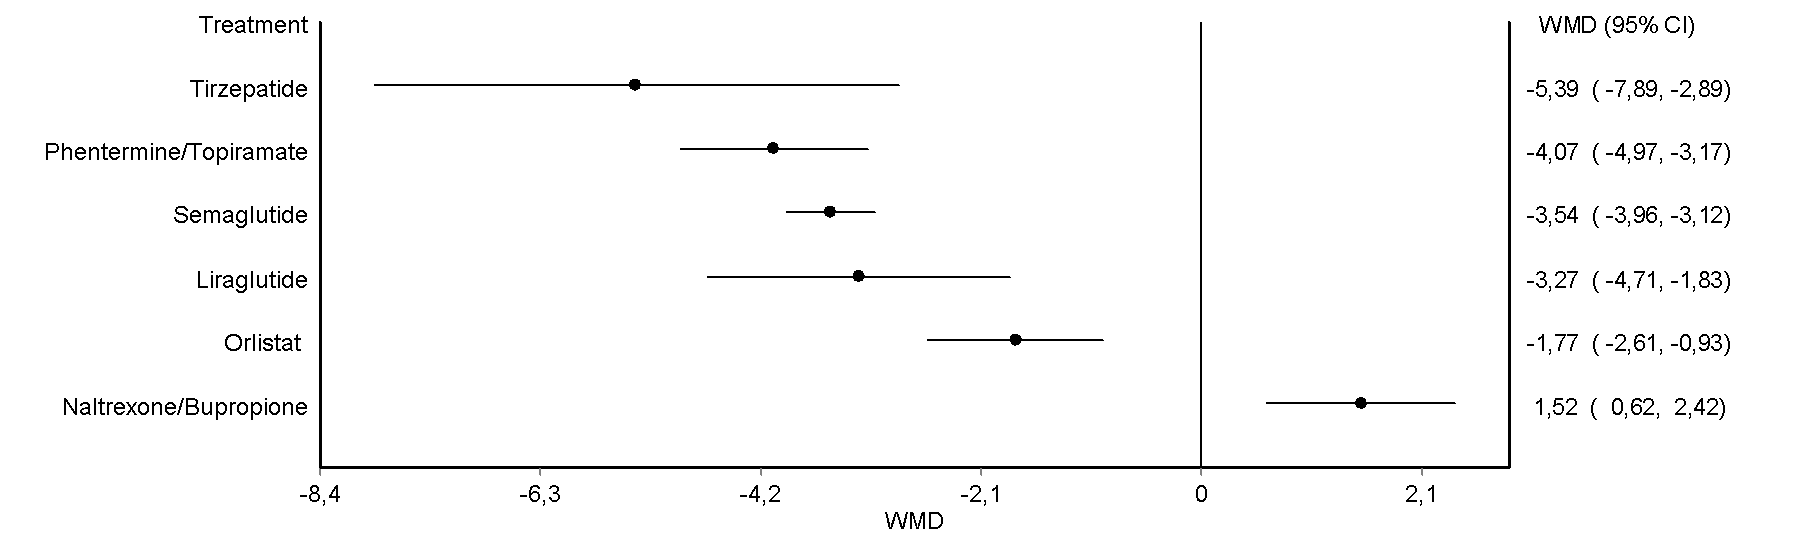 Treatment WMD (95% CI)
Tirzepatide -5,39 ( -7,89, -2,89)
Phentermine/Topiramate -4,07 ( -4,97, -3,17)
Semaglutide -3,54 ( -3,96, -3,12)
Liraglutide -3,27 ( -4,71, -1,83)
Orlistat -1,77 ( -2,61, -0,93)
Naltrexone/Bupropione 1,52 ( 0,62, 2,42)
-8,4 -6,3 -4,2 -2,1 0 2,1
WMD